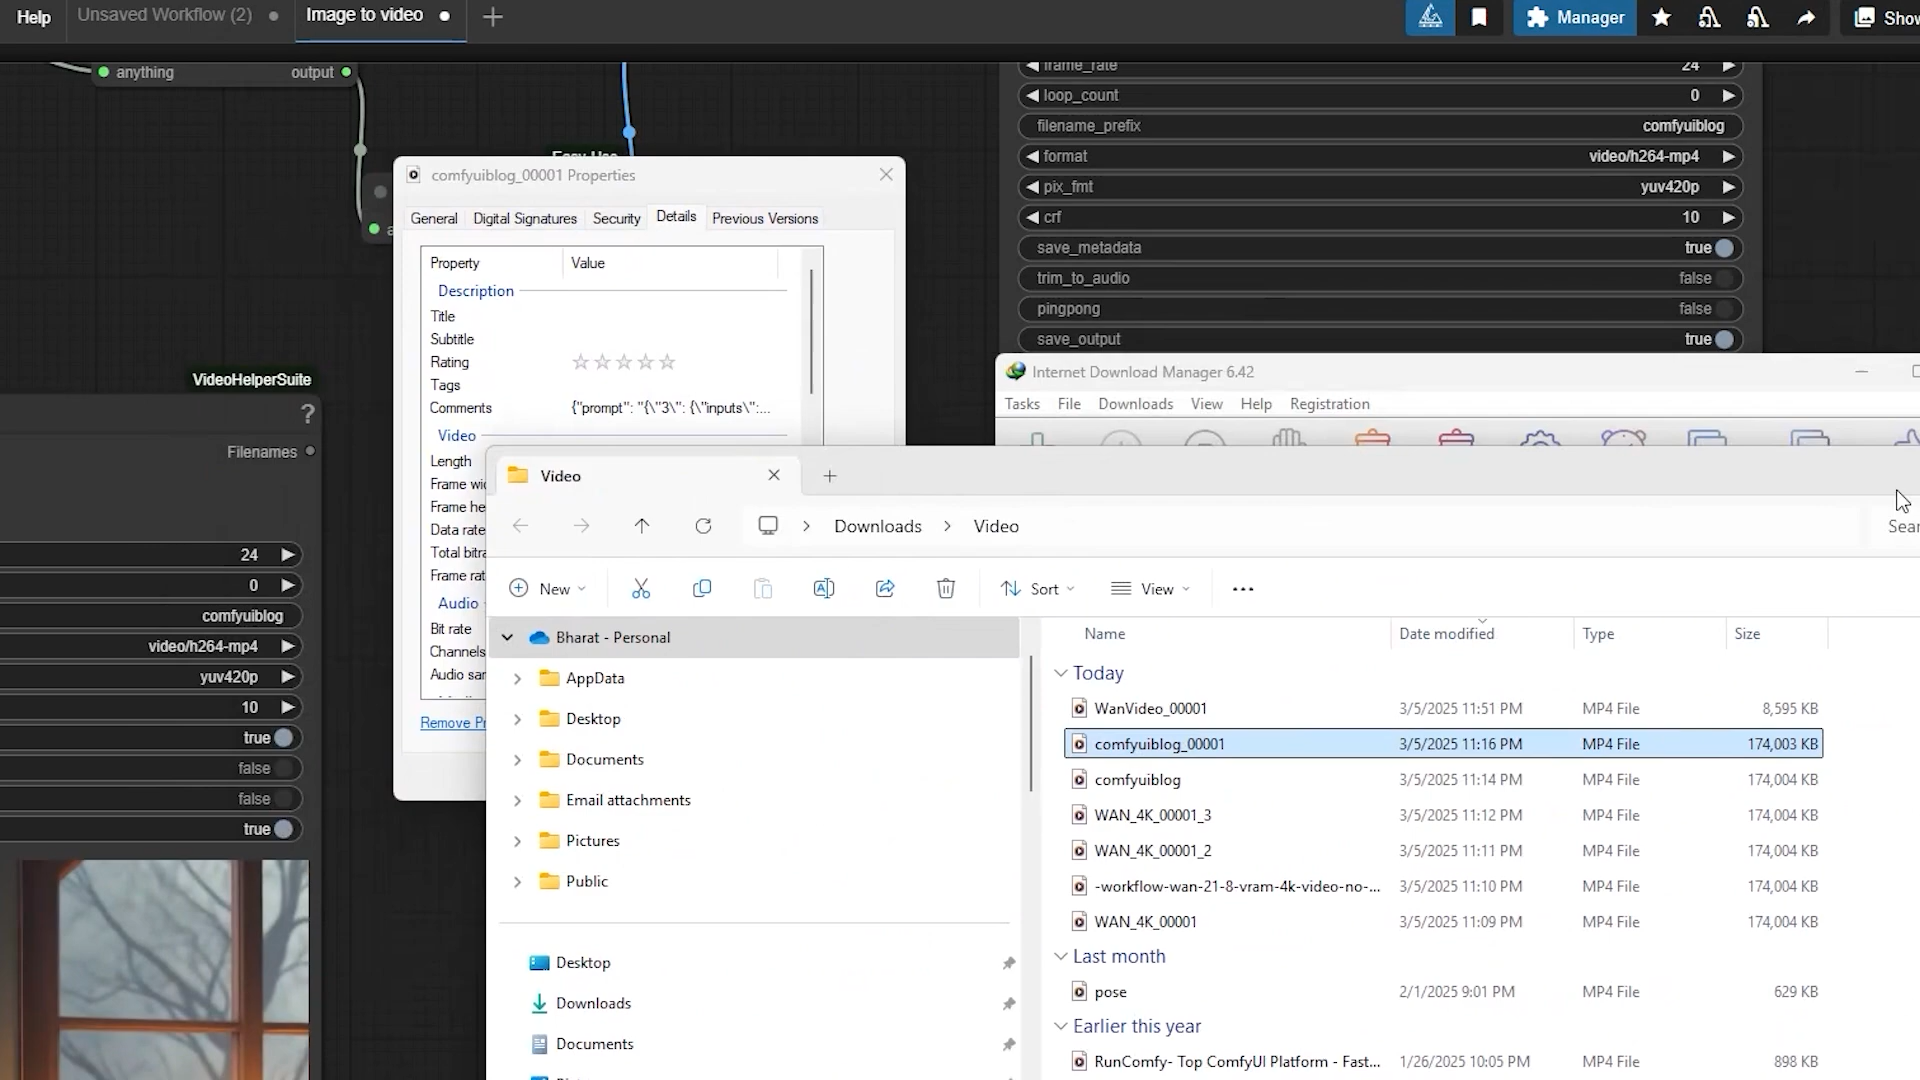 Help
Unsaved Workflow (2)
Image to video
Manager
anything output
frame_rate 24
loop_count 0
filename_prefix comfyuiblog
format video/h264-mp4
pix_fmt yuv420p
crf 10
save_metadata true
trim_to_audio false
pingpong false
save_output true
comfyuiblog_00001 Properties
General Digital Signatures Security Details Previous Versions
Property Value
Description
Title
Subtitle
Rating
Tags
Comments {"prompt": "{\"3\": {\"inputs\":...
Video
Length
Data rate
Bit rate
Channels
VideoHelperSuite
?
Filenames
24
0
comfyuiblog
video/h264-mp4
yuv420p
10
true
false
false
true
Internet Download Manager 6.42
Tasks File Downloads View Help Registration
Video
> Downloads > Video
New Sort View ...
Bharat - Personal
AppData
Desktop
Documents
Email attachments
Pictures
Public
Desktop
Downloads
Documents
Name Date modified Type Size
Today
WanVideo_00001 3/5/2025 11:51 PM MP4 File 8,595 KB
comfyuiblog_00001 3/5/2025 11:16 PM MP4 File 174,003 KB
comfyuiblog 3/5/2025 11:14 PM MP4 File 174,004 KB
WAN_4K_00001_3 3/5/2025 11:12 PM MP4 File 174,004 KB
WAN_4K_00001_2 3/5/2025 11:11 PM MP4 File 174,004 KB
-workflow-wan-21-8-vram-4k-video-no-... 3/5/2025 11:10 PM MP4 File 174,004 KB
WAN_4K_00001 3/5/2025 11:09 PM MP4 File 174,004 KB
Last month
pose 2/1/2025 9:01 PM MP4 File 629 KB
Earlier this year
RunComfy- Top ComfyUI Platform - Fast... 1/26/2025 10:05 PM MP4 File 898 KB